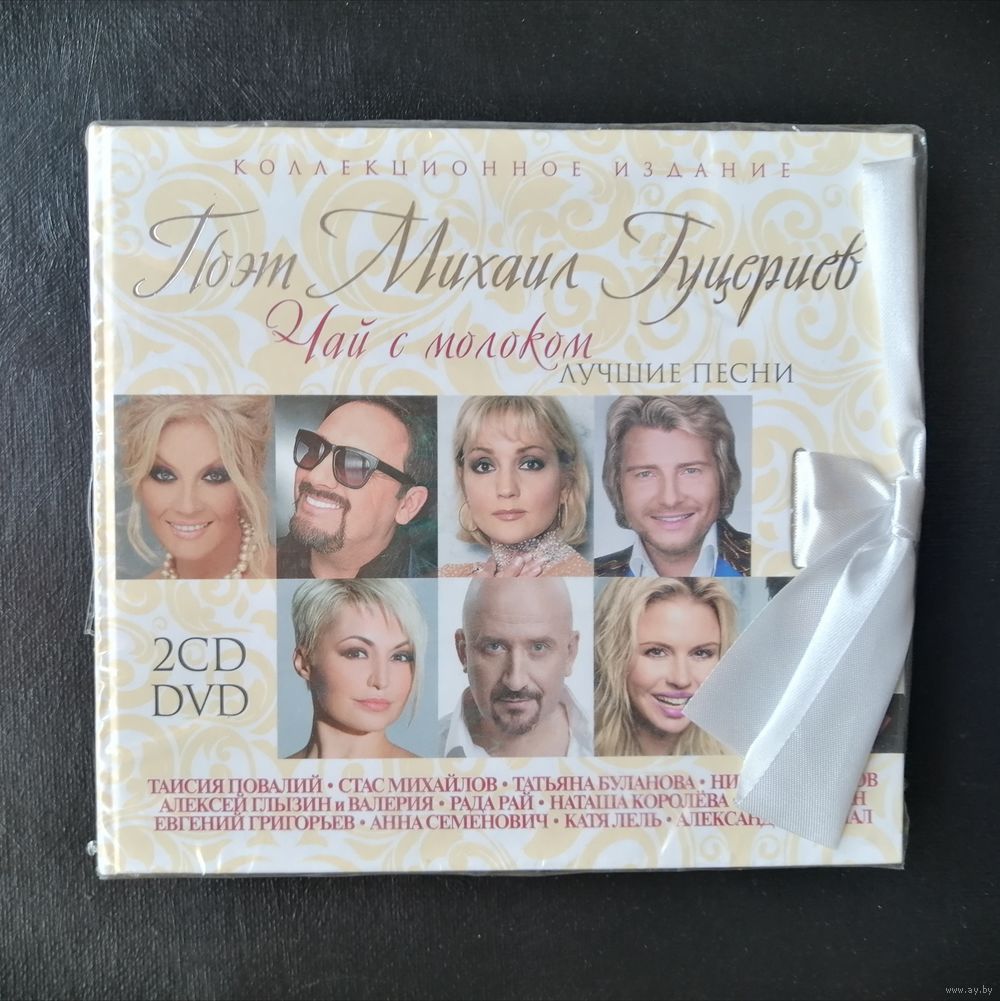 КОЛЛЕКЦИОННОЕ ИЗДАНИЕ
Поэт Михаил Гуцериев
Чай с молоком
ЛУЧШИЕ ПЕСНИ
2CD
DVD
ТАИСИЯ ПОВАЛИЙ • СТАС МИХАЙЛОВ • ТАТЬЯНА БУЛАНОВА •
АЛЕКСЕЙ ГЛЫЗИН и ВАЛЕРИЯ • РАДА РАЙ • НАТАША КОРОЛЁВА
ЕВГЕНИЙ ГРИГОРЬЕВ • АННА СЕМЕНОВИЧ • КАТЯ ЛЕЛЬ •
www.ay.by